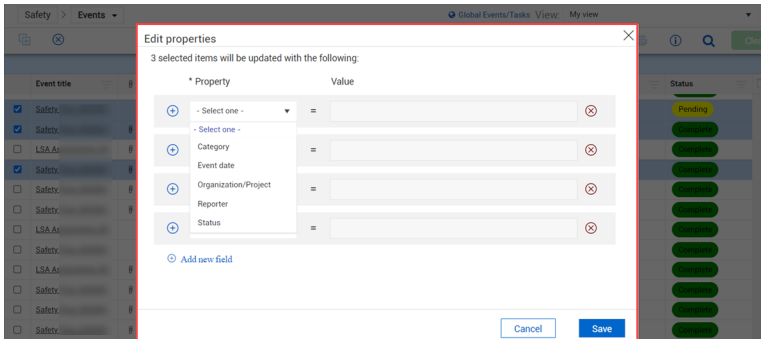 Safety > Events
Global Events/Tasks View: My view
Edit properties
3 selected items will be updated with the following:
* Property Value
Event title Status
- Select one - =
- Select one -
Category =
Event date
Organization/Project =
Reporter
Status =
Add new field
Cancel Save
Safety Pending
Safety Complete
LSA As Complete
Safety Complete
Safety Complete
Safety Complete
LSA Complete
Safety Complete
LSA As Complete
Safety Complete
Safety Complete
Safety Complete